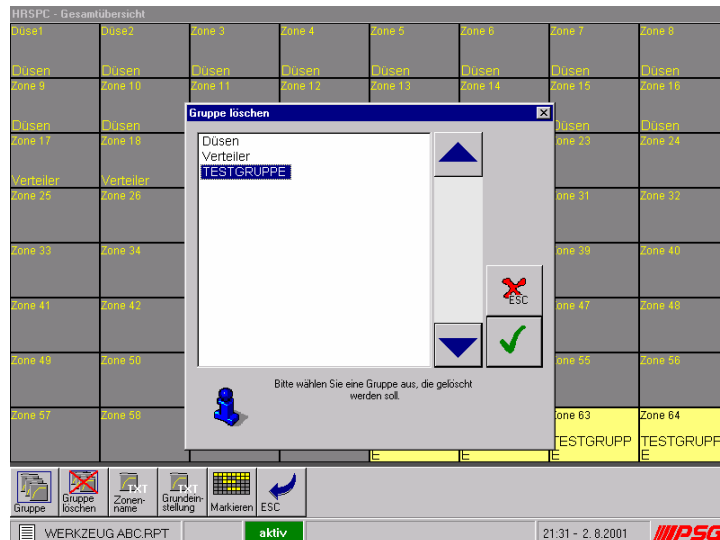 HRSPC - Gesamtübersicht
Düse1 Düse2 Zone 3 Zone 4 Zone 5 Zone 6 Zone 7 Zone 8
Düsen Düsen Düsen Düsen Düsen Düsen Düsen Düsen
Zone 9 Zone 10 Zone 11 Zone 12 Zone 13 Zone 14 Zone 15 Zone 16
Gruppe löschen
Düsen Düsen Düsen Düsen
Zone 17 Zone 18 one 23 Zone 24
Düsen
Verteiler
TESTGRUPPE
Verteiler Verteiler
Zone 25 Zone 26 one 31 Zone 32
Zone 33 Zone 34 one 39 Zone 40
ESC
Zone 41 Zone 42 one 47 Zone 48
Zone 49 Zone 50 one 55 Zone 56
Bitte wählen Sie eine Gruppe aus, die gelöscht
werden soll.
Zone 57 Zone 58 one 63 Zone 64
TESTGRUPP TESTGRUPP
E E E E
Gruppe Gruppe löschen Zonen-name Grundein-stellung Markieren ESC
TXT TXT
WERKZEUG ABC.RPT aktiv 21:31 - 2. 8.2001 PSG